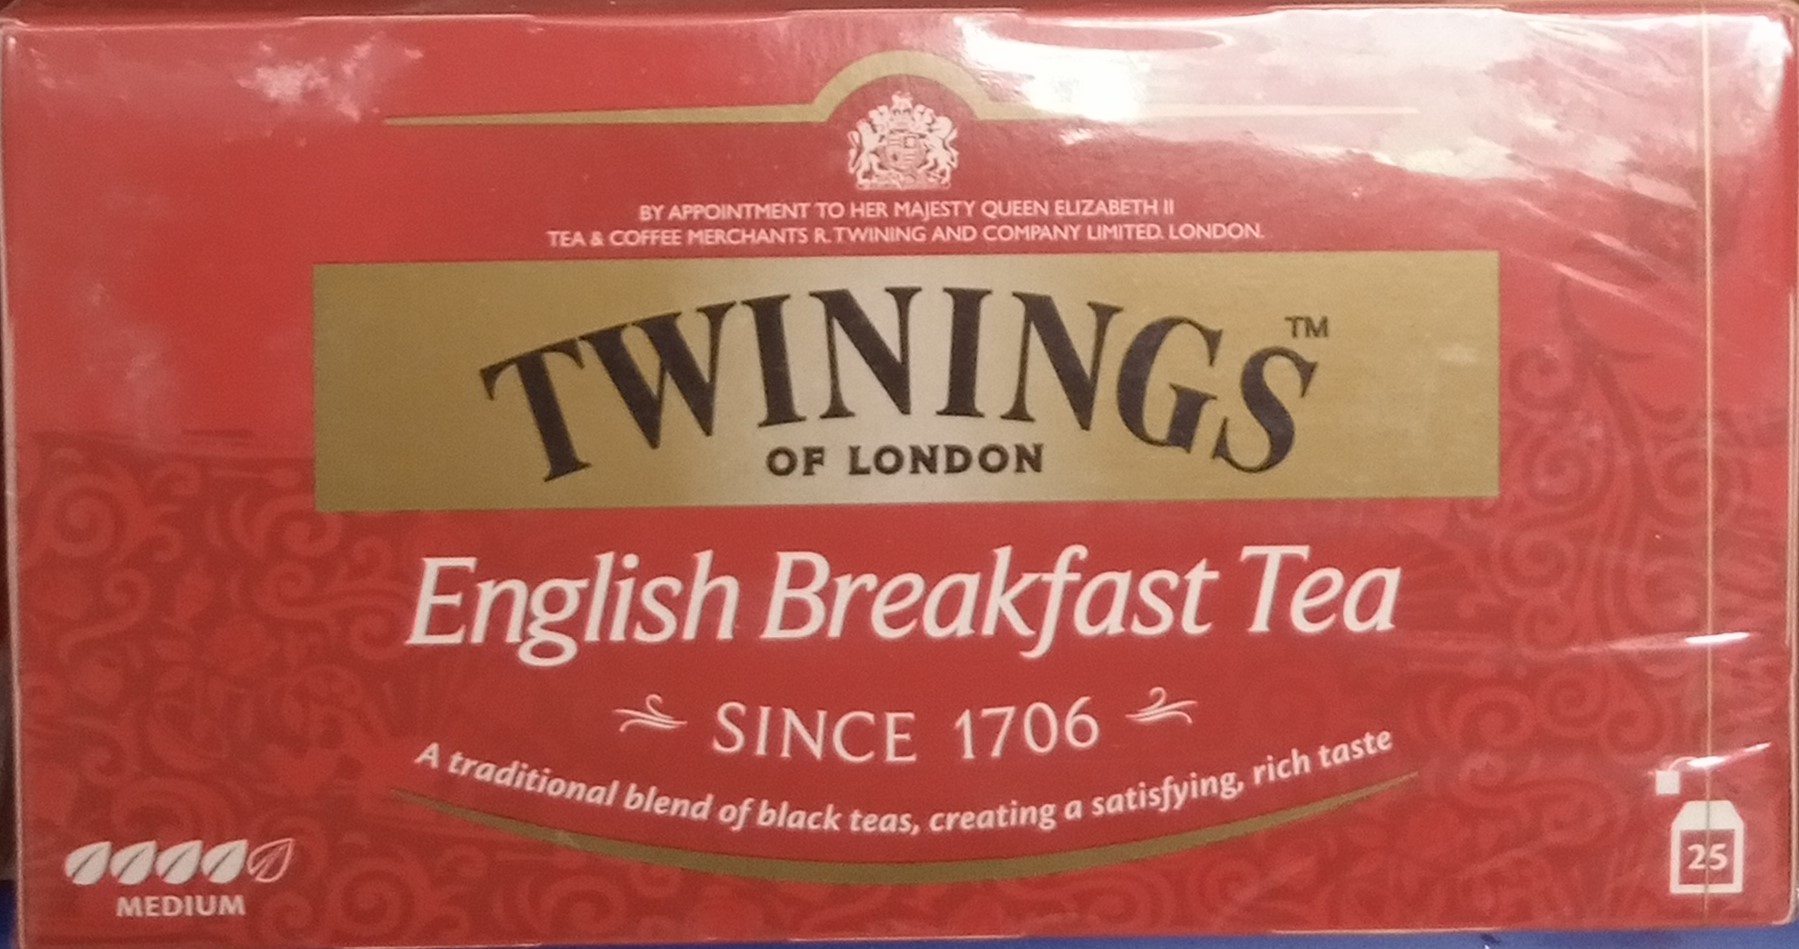 BY APPOINTMENT TO HER MAJESTY QUEEN ELIZABETH II
TEA & COFFEE MERCHANTS R. TWINING AND COMPANY LIMITED. LONDON.
TWININGS™
OF LONDON
English Breakfast Tea
SINCE 1706
A traditional blend of black teas, creating a satisfying, rich taste
MEDIUM
25